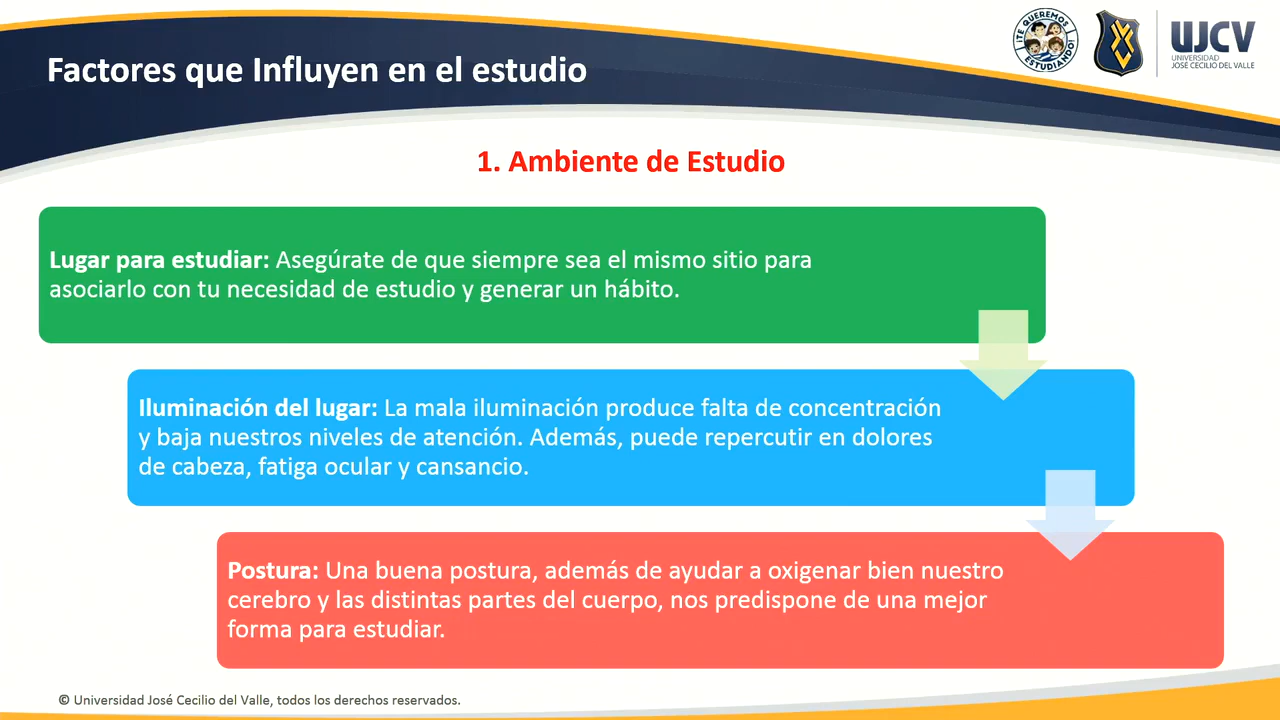 Factores que Influyen en el estudio
¡TE QUEREMOS
ESTUDIANDO!
UJCV
UNIVERSIDAD
JOSÉ CECILIO DEL VALLE
1. Ambiente de Estudio
Lugar para estudiar: Asegúrate de que siempre sea el mismo sitio para
asociarlo con tu necesidad de estudio y generar un hábito.
Iluminación del lugar: La mala iluminación produce falta de concentración
y baja nuestros niveles de atención. Además, puede repercutir en dolores
de cabeza, fatiga ocular y cansancio.
Postura: Una buena postura, además de ayudar a oxigenar bien nuestro
cerebro y las distintas partes del cuerpo, nos predispone de una mejor
forma para estudiar.
© Universidad José Cecilio del Valle, todos los derechos reservados.